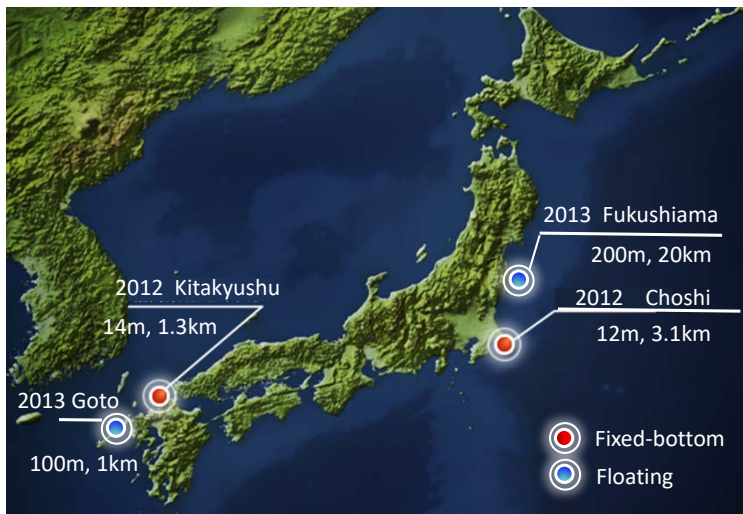 2013 Fukushiama
200m, 20km
2012 Kitakyushu
14m, 1.3km
2012 Choshi
12m, 3.1km
2013 Goto
100m, 1km
Fixed-bottom
Floating